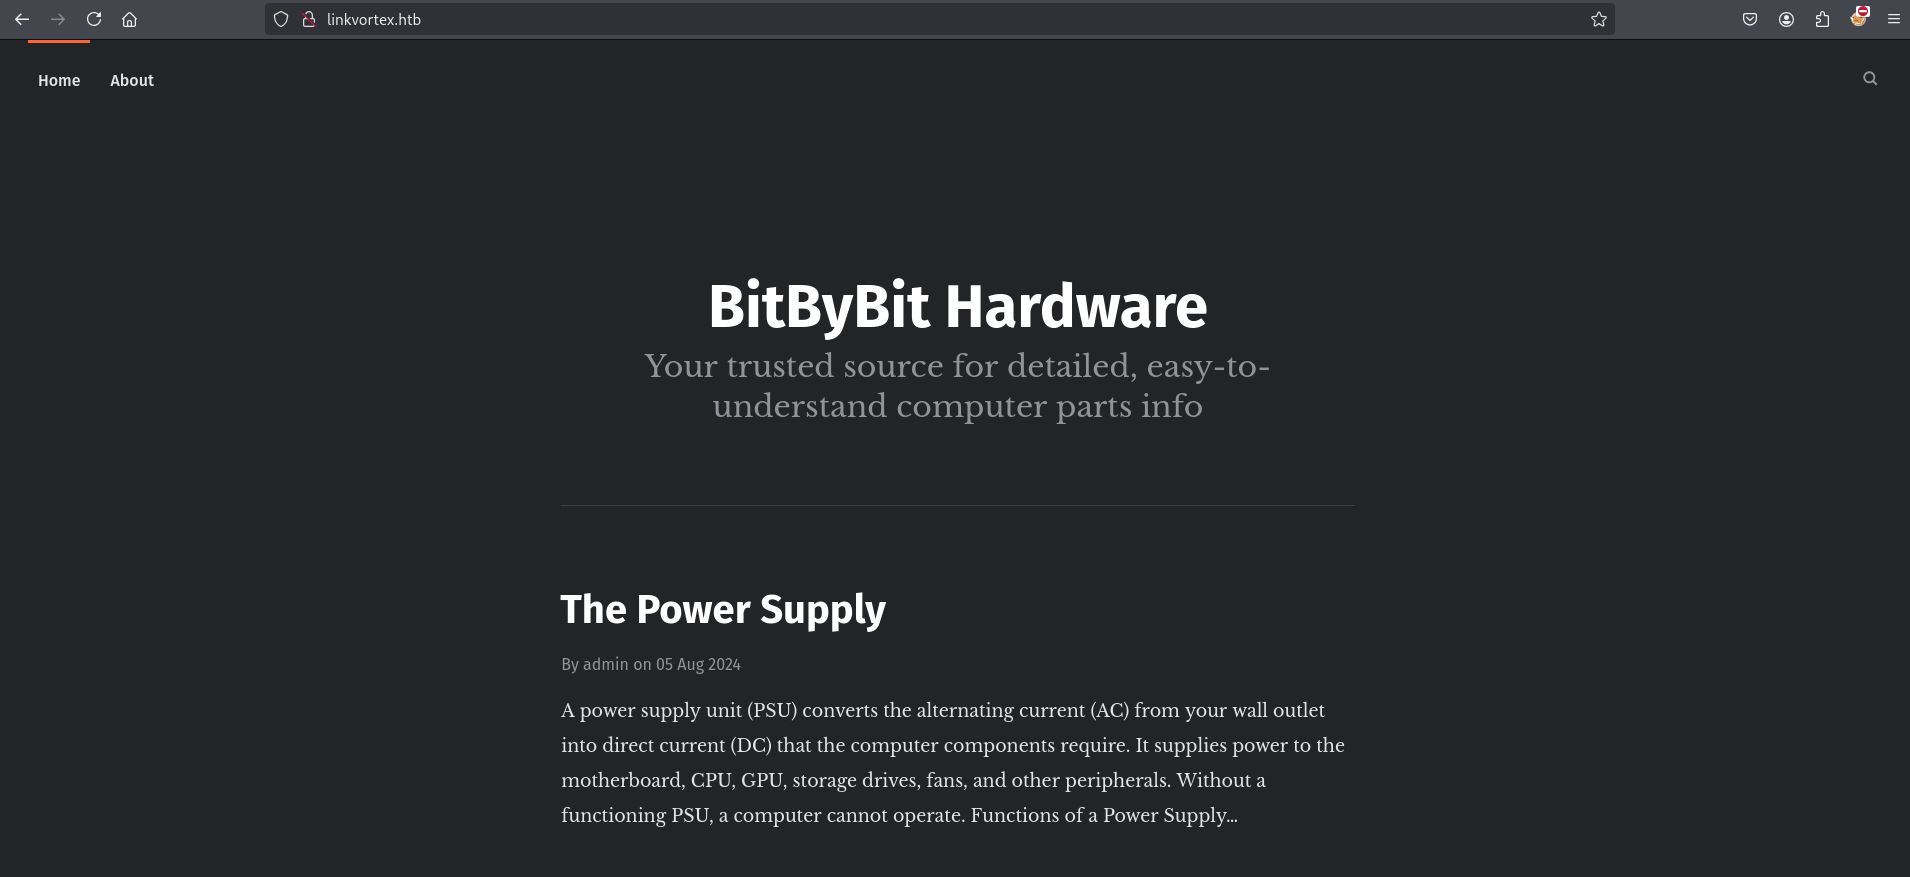 linkvortex.htb
Home About
BitByBit Hardware
Your trusted source for detailed, easy-to-
understand computer parts info
The Power Supply
By admin on 05 Aug 2024
A power supply unit (PSU) converts the alternating current (AC) from your wall outlet
into direct current (DC) that the computer components require. It supplies power to the
motherboard, CPU, GPU, storage drives, fans, and other peripherals. Without a
functioning PSU, a computer cannot operate. Functions of a Power Supply…